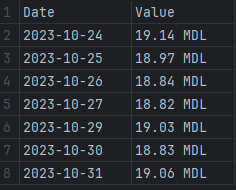 1 Date Value
2 2023-10-24 19.14 MDL
3 2023-10-25 18.97 MDL
4 2023-10-26 18.84 MDL
5 2023-10-27 18.82 MDL
6 2023-10-29 19.03 MDL
7 2023-10-30 18.83 MDL
8 2023-10-31 19.06 MDL